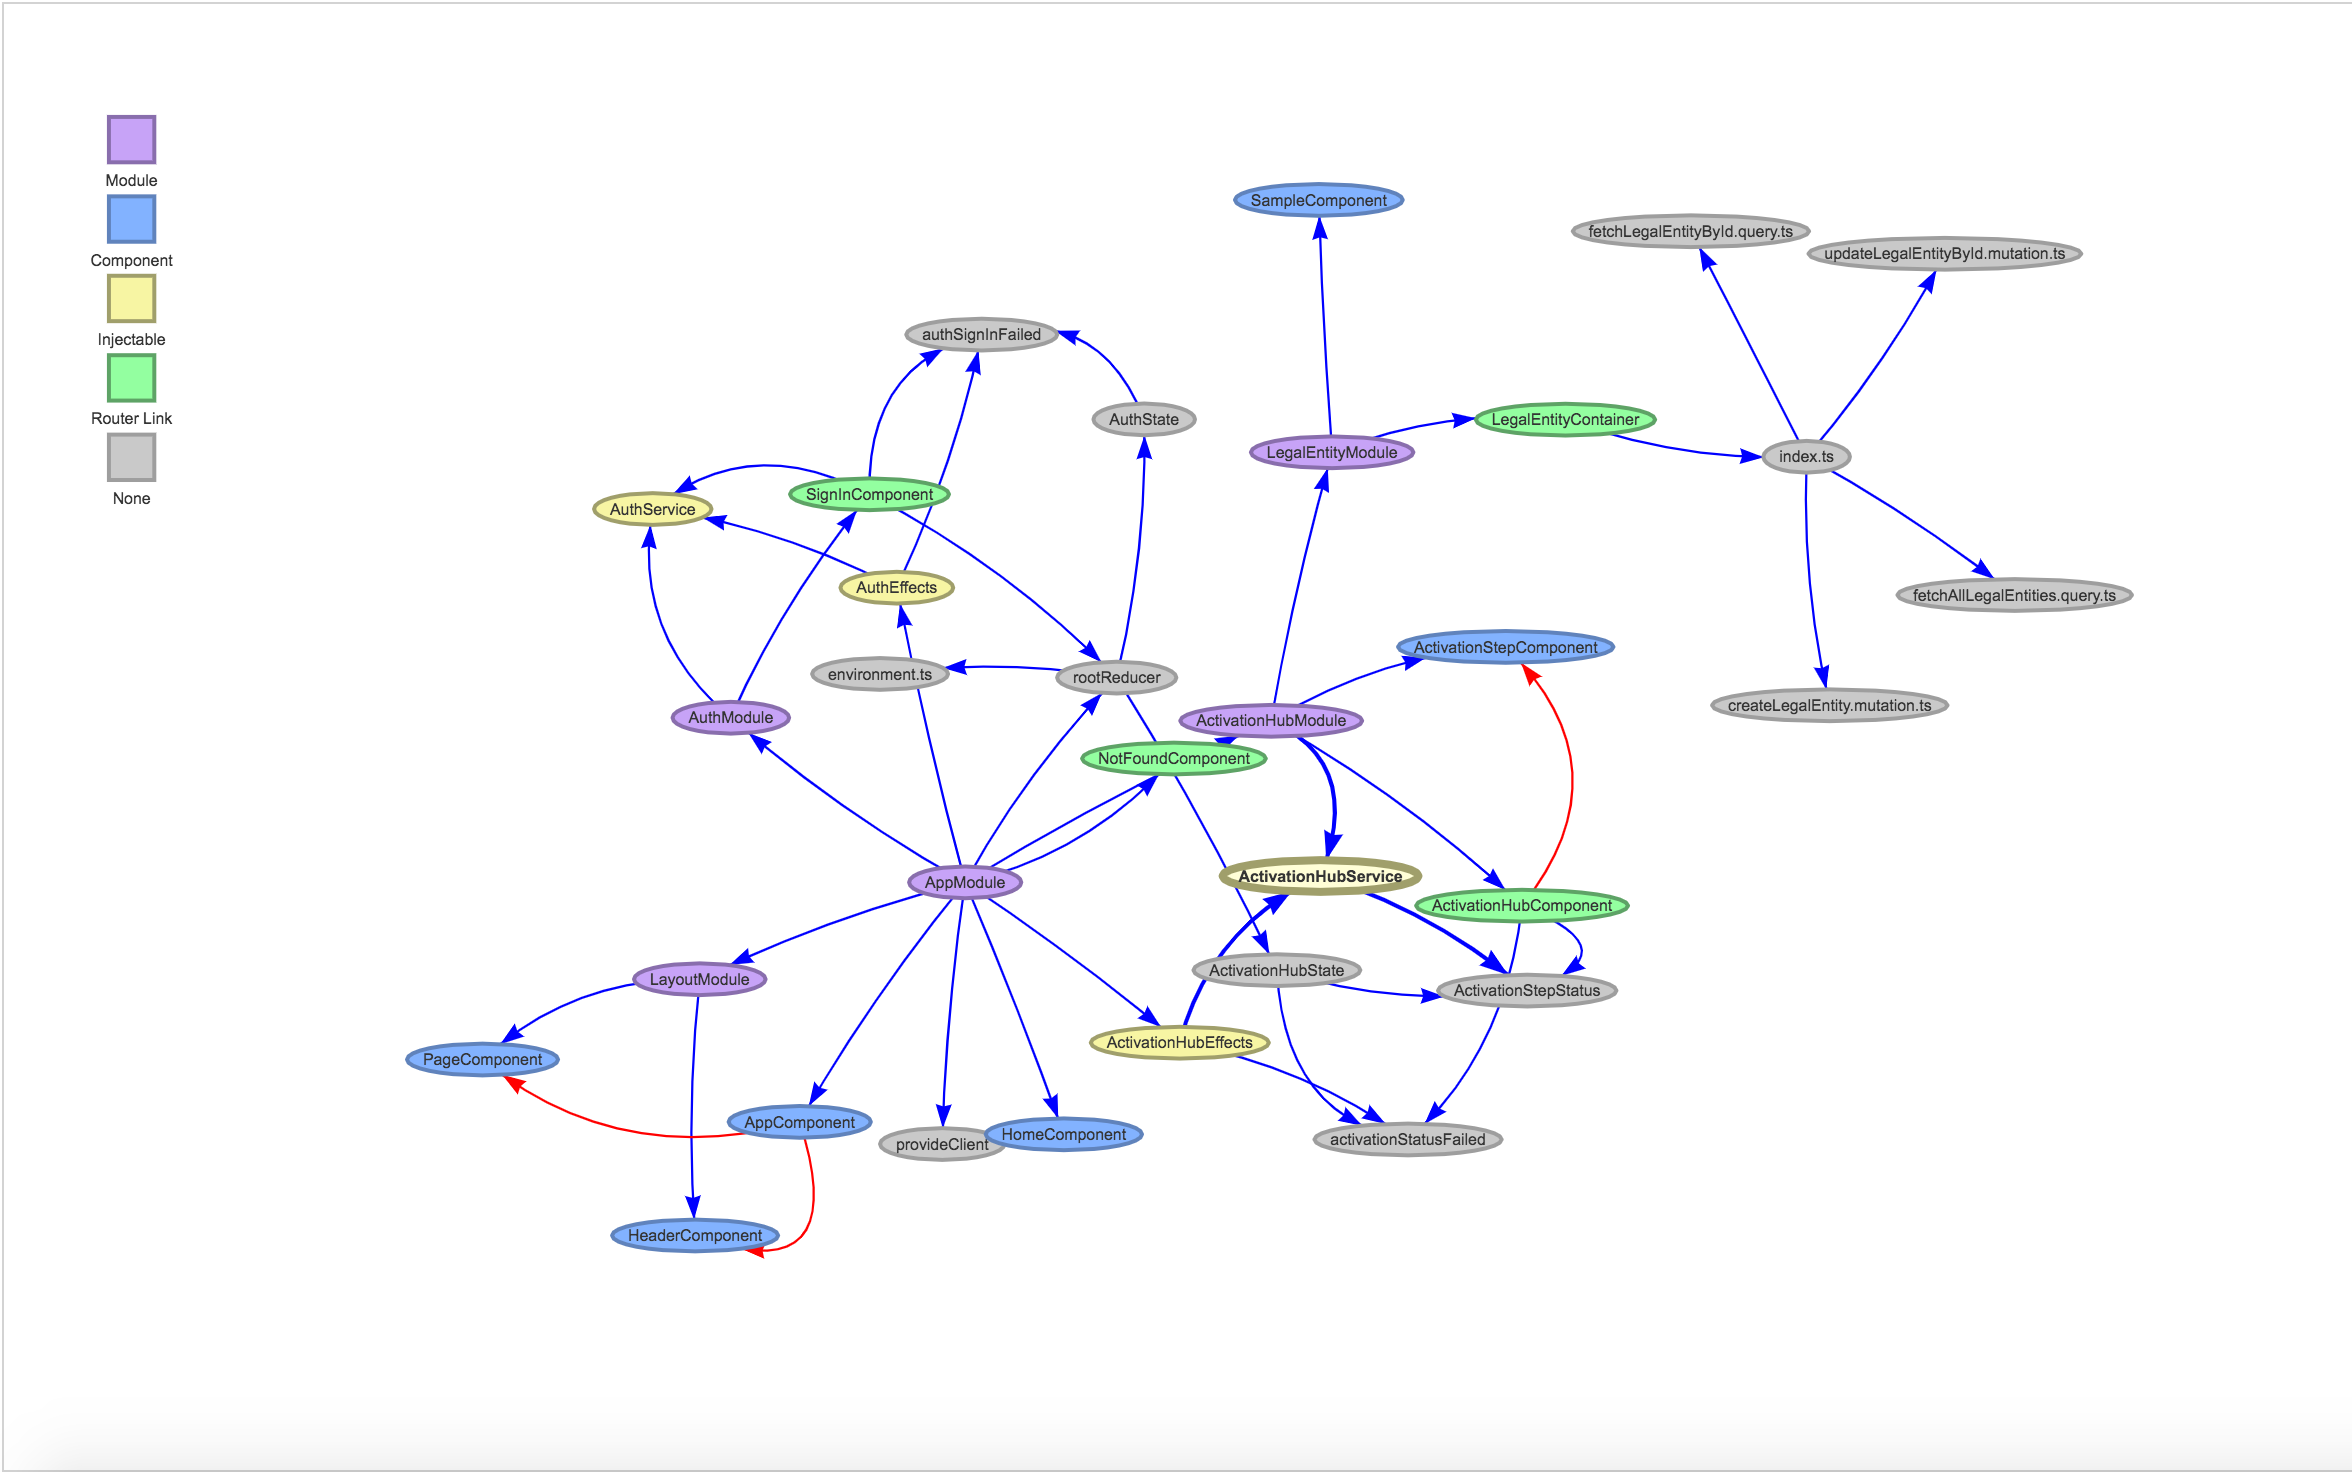 Module
Component
Injectable
Router Link
None
SampleComponent
fetchLegalEntityById.query.ts
updateLegalEntityById.mutation.ts
authSignInFailed
AuthState
LegalEntityContainer
LegalEntityModule
index.ts
SignInComponent
AuthService
AuthEffects
fetchAllLegalEntities.query.ts
ActivationStepComponent
environment.ts
rootReducer
createLegalEntity.mutation.ts
AuthModule
ActivationHubModule
NotFoundComponent
AppModule
ActivationHubService
ActivationHubComponent
LayoutModule
ActivationHubState
ActivationStepStatus
ActivationHubEffects
PageComponent
AppComponent
provideClient
HomeComponent
activationStatusFailed
HeaderComponent